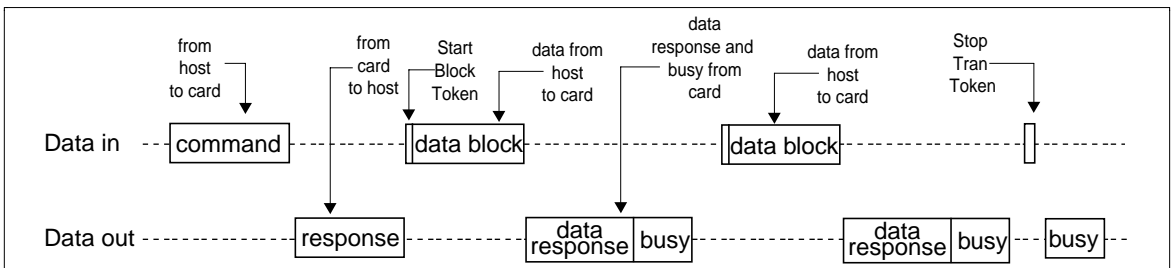 from
host
to card
from
card
to host
Start
Block
Token
data from
host
to card
data
response and
busy from
card
data from
host
to card
Stop
Tran
Token
Data in
command
data block
data block
Data out
response
data
response
busy
data
response
busy
busy